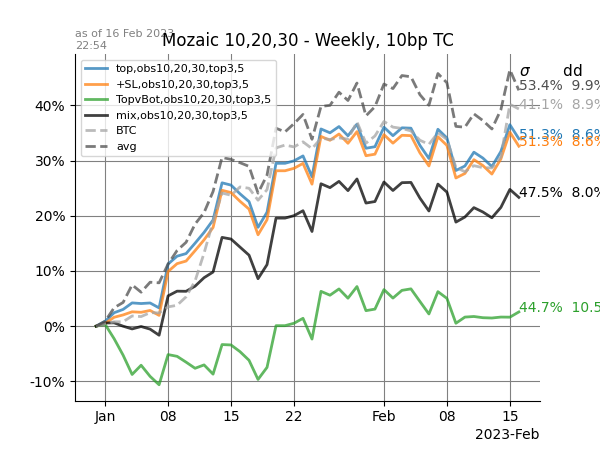 as of 16 Feb 2023
22:54
Mozaic 10,20,30 - Weekly, 10bp TC
σ dd
top,obs10,20,30,top3,5
+SL,obs10,20,30,top3,5
TopvBot,obs10,20,30,top3,5
mix,obs10,20,30,top3,5
BTC
avg
53.4% 9.9%
41.1% 8.9%
51.3% 8.6%
51.3% 8.6%
47.5% 8.0%
44.7% 10.5
40%
30%
20%
10%
0%
-10%
Jan 08 15 22 Feb 08 15
2023-Feb